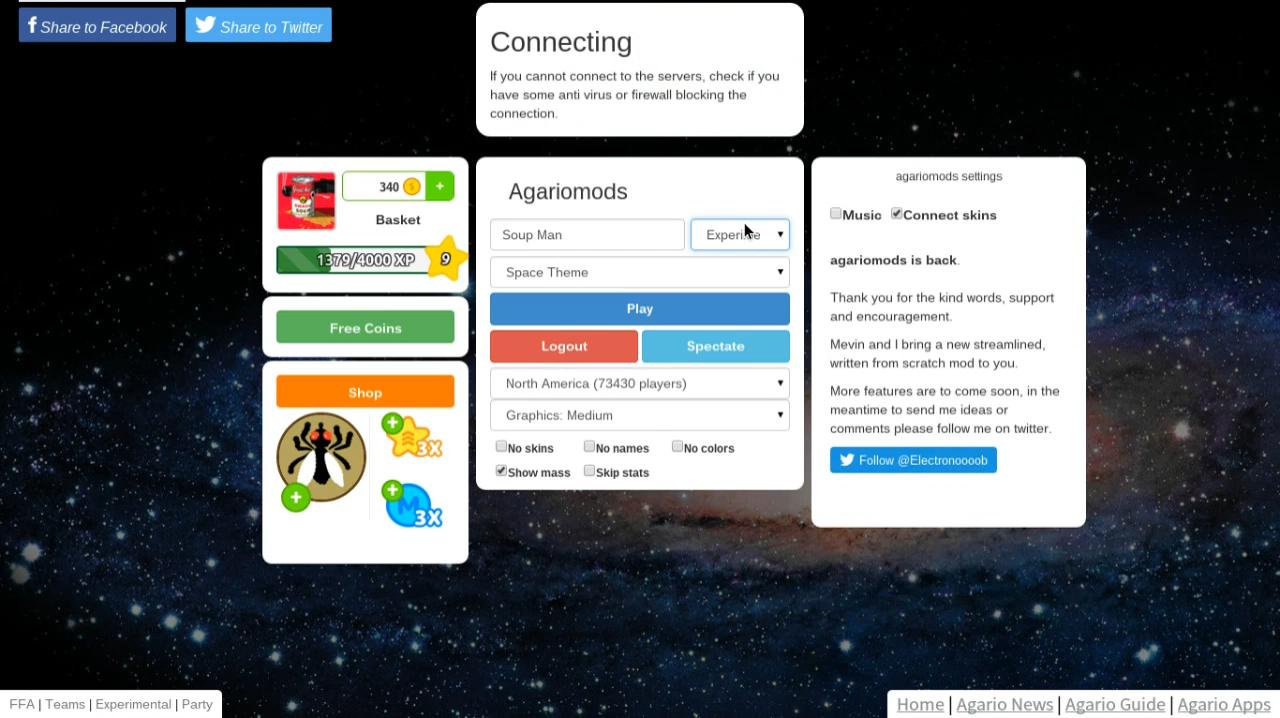 Share to Facebook
Share to Twitter
Connecting
If you cannot connect to the servers, check if you
have some anti virus or firewall blocking the
connection.
340
+
Basket
1379/4000 XP
9
Free Coins
Shop
+
+
3X
+
M
3X
Agariomods
Soup Man
Space Theme
Play
Logout
Spectate
North America (73430 players)
Graphics: Medium
No skins
No names
No colors
Show mass
Skip stats
agariomods settings
Music
Connect skins
agariomods is back.
Thank you for the kind words, support
and encouragement.
Mevin and I bring a new streamlined,
written from scratch mod to you.
More features are to come soon, in the
meantime to send me ideas or
comments please follow me on twitter.
Follow @Electronoooob
FFA | Teams | Experimental | Party
Home | Agario News | Agario Guide | Agario Apps